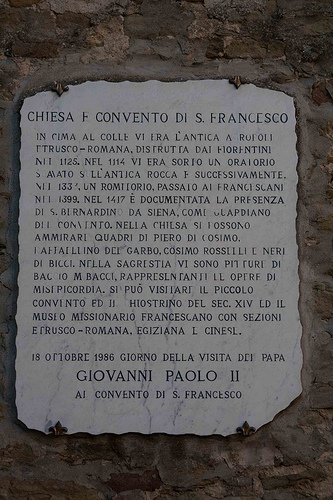 CHIESA E CONVENTO DI S. FRANCESCO
IN CIMA AL COLLE VI ERA L'ANTICA ACROPOLI
ETRUSCO-ROMANA, DISTRUTTA DAI FIORENTINI
NEL 1125. NEL 1114 VI ERA SORTO UN ORATORIO
SULL'ANTICA ROCCA E SUCCESSIVAMENTE,
NEL UN ROMITORIO, PASSATO AI FRANCESCANI
NEL 1399. NEL 1417 È DOCUMENTATA LA PRESENZA
DI S. BERNARDINO DA SIENA, COME GUARDIANO
DEL CONVENTO. NELLA CHIESA SI POSSONO
AMMIRARE QUADRI DI PIERO DI COSIMO,
RAFFAELLINO DEL GARBO, COSIMO ROSSELLI E NERI
DI BICCI. NELLA SAGRESTIA VI SONO PITTURE DI
BACCIO M. BACCI, RAPPRESENTANTI LE OPERE DI
MISERICORDIA. SI PUÒ VISITARE IL PICCOLO
CONVENTO ED IL CHIOSTRINO DEL SEC. XIV ED IL
MUSEO MISSIONARIO FRANCESCANO CON SEZIONI
ETRUSCO-ROMANA, EGIZIANA E CINESE.
18 OTTOBRE 1986 GIORNO DELLA VISITA DEL PAPA
GIOVANNI PAOLO II
AL CONVENTO DI S. FRANCESCO